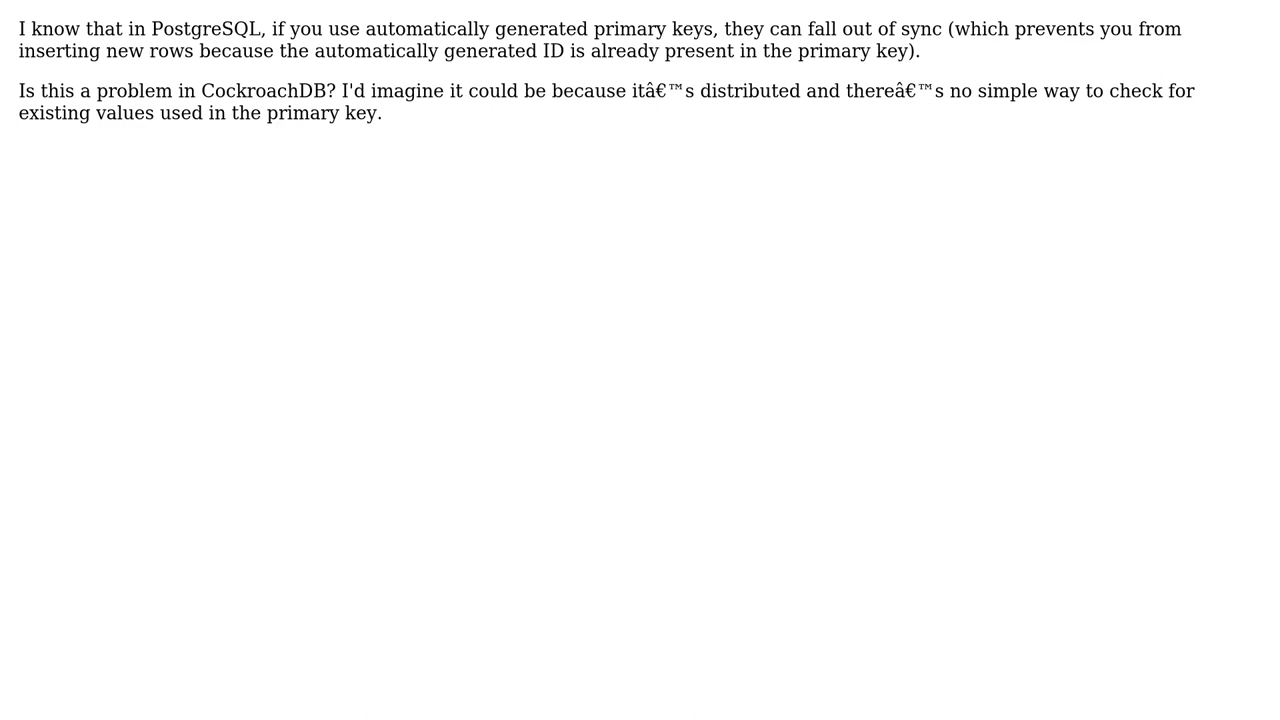 I know that in PostgreSQL, if you use automatically generated primary keys, they can fall out of sync (which prevents you from
inserting new rows because the automatically generated ID is already present in the primary key).
Is this a problem in CockroachDB? I'd imagine it could be because itâ€™s distributed and thereâ€™s no simple way to check for
existing values used in the primary key.